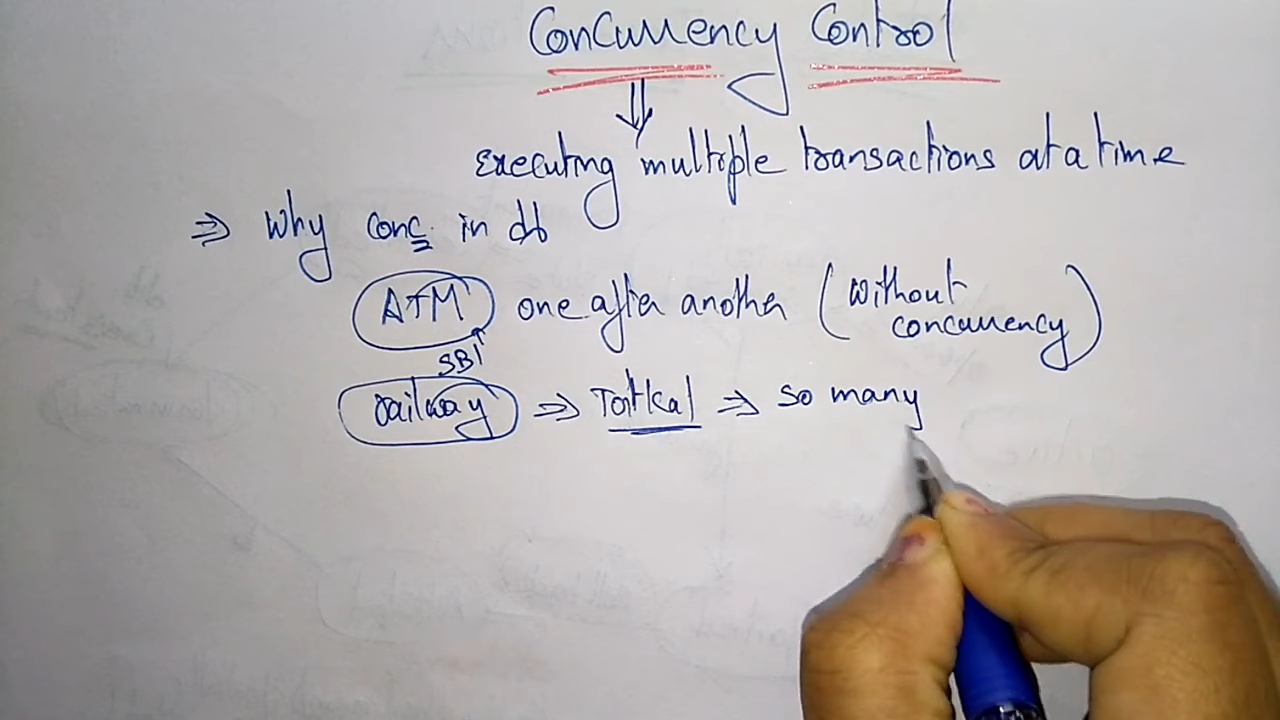 Concurrency Control
⇓
Executing multiple transactions at a time
⇒ Why conc. in db
ATM one after another (Without concurrency)
SBI
railway ⇒ Tatkal ⇒ so many